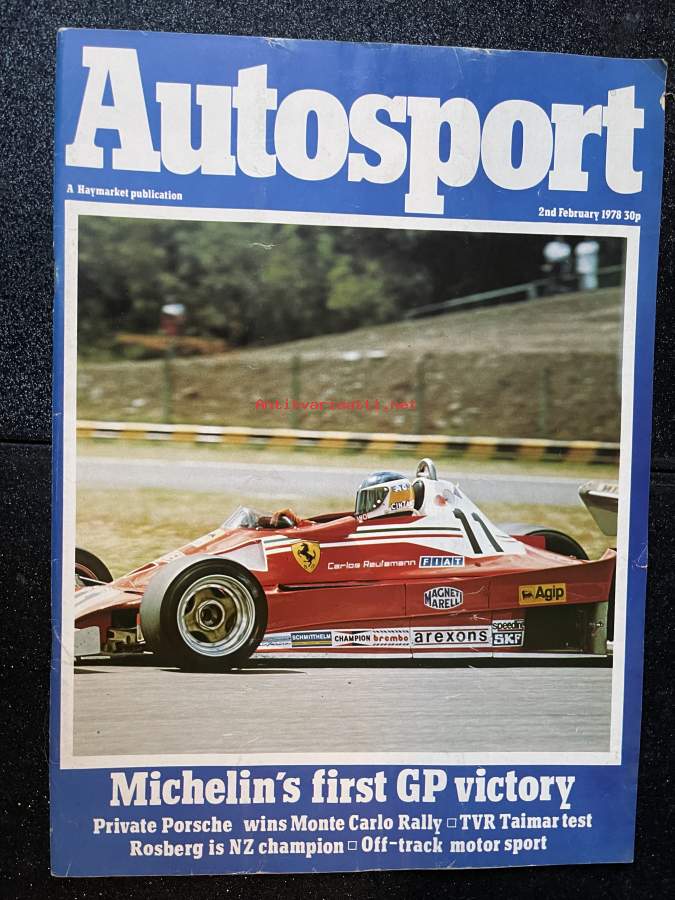 Autosport
A Haymarket publication
2nd February 1978 30p
Antikvariaatti.net
11
Carlos Reutemann FIAT
MAGNETI MARELLI
Agip
SCHMITTHELM CHAMPION brembo arexons
speedline
SKF
Michelin's first GP victory
Private Porsche wins Monte Carlo Rally □ TVR Taimar test
Rosberg is NZ champion □ Off-track motor sport